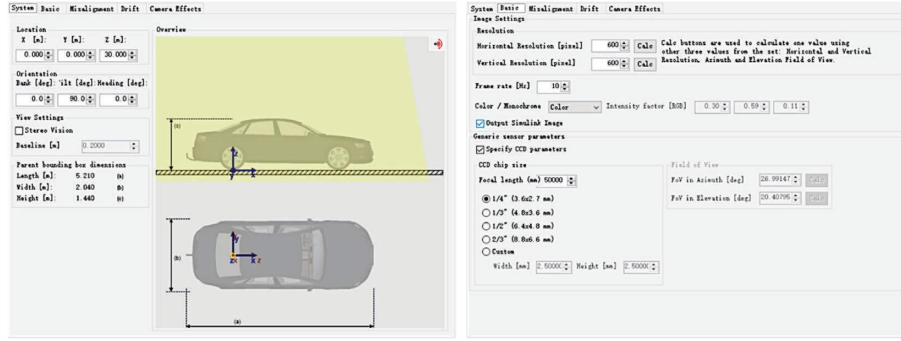 System Basic Misalignment Drift Camera Effects
Location
X [m]: Y [m]: Z [m]:
0.000 0.000 30.000
Orientation
Bank [deg]: Tilt [deg]: Heading [deg]:
0.0 90.0 0.0
View Settings
Stereo Vision
Baseline [m] 0.2000
Parent bounding box dimensions
Length [m]: 5.210 (a)
Width [m]: 2.040 (b)
Height [m]: 1.440 (c)
Overview
(c)
z
y x
(b)
y
z x
(a)
System Basic Misalignment Drift Camera Effects
Image Settings
Resolution
Horizontal Resolution [pixel] 600 Calc
Vertical Resolution [pixel] 600 Calc
Calc buttons are used to calculate one value using
other three values from the set: Horizontal and Vertical
Resolution, Azimuth and Elevation Field of View.
Frame rate [Hz] 10
Color / Monochrome Color Intensity factor [RGB] 0.30 0.59 0.11
Output Simulink Image
Generic sensor parameters
Specify CCD parameters
CCD chip size
Focal length (mm) 50000
1/4" (3.6x2.7 mm)
1/3" (4.8x3.6 mm)
1/2" (6.4x4.8 mm)
2/3" (8.8x6.6 mm)
Custom
Width [mm] 2.5000 Height [mm] 2.5000
Field of View
FoV in Azimuth [deg] 26.99147 Calc
FoV in Elevation [deg] 20.40795 Calc